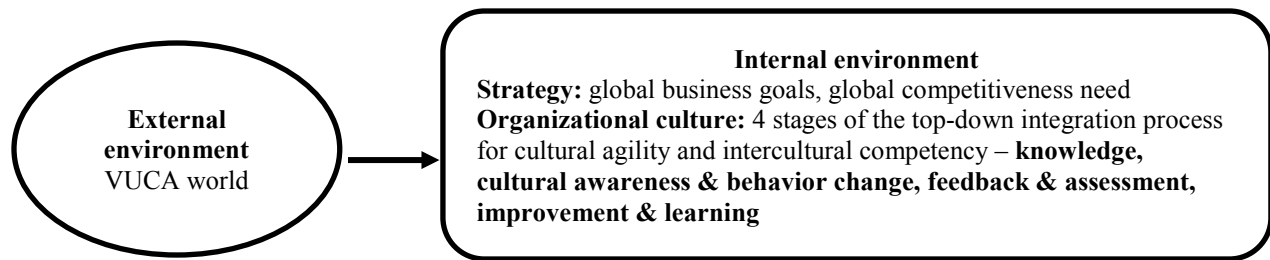 External
environment
VUCA world
Internal environment
Strategy: global business goals, global competitiveness need
Organizational culture: 4 stages of the top-down integration process
for cultural agility and intercultural competency – knowledge,
cultural awareness & behavior change, feedback & assessment,
improvement & learning